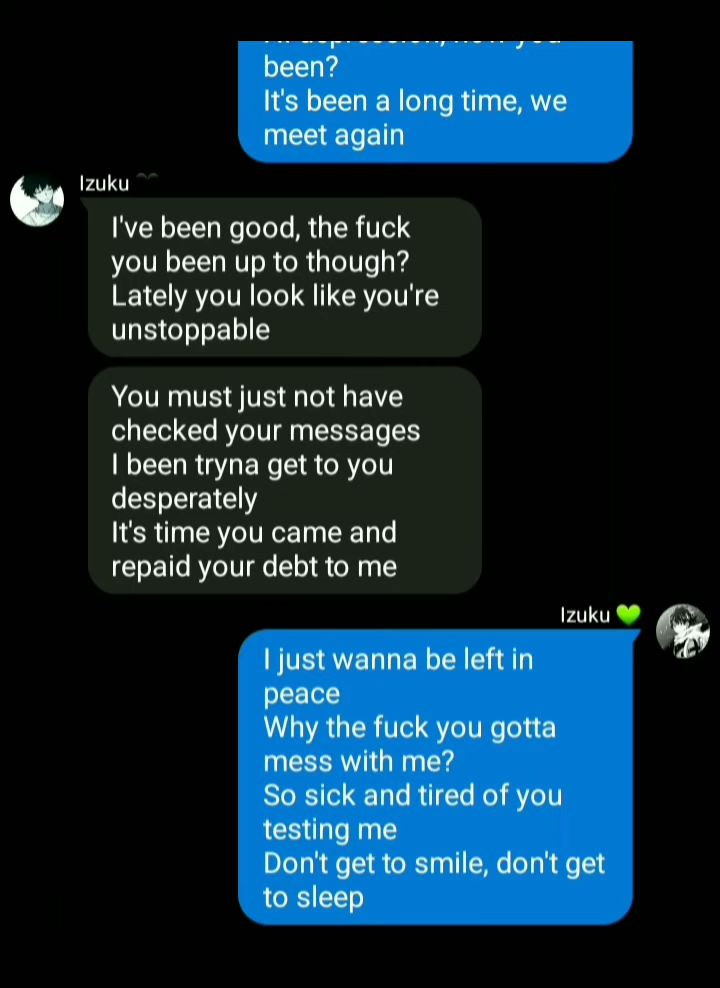 been?
It's been a long time, we
meet again
Izuku
I've been good, the fuck
you been up to though?
Lately you look like you're
unstoppable
You must just not have
checked your messages
I been tryna get to you
desperately
It's time you came and
repaid your debt to me
Izuku 💚
I just wanna be left in
peace
Why the fuck you gotta
mess with me?
So sick and tired of you
testing me
Don't get to smile, don't get
to sleep